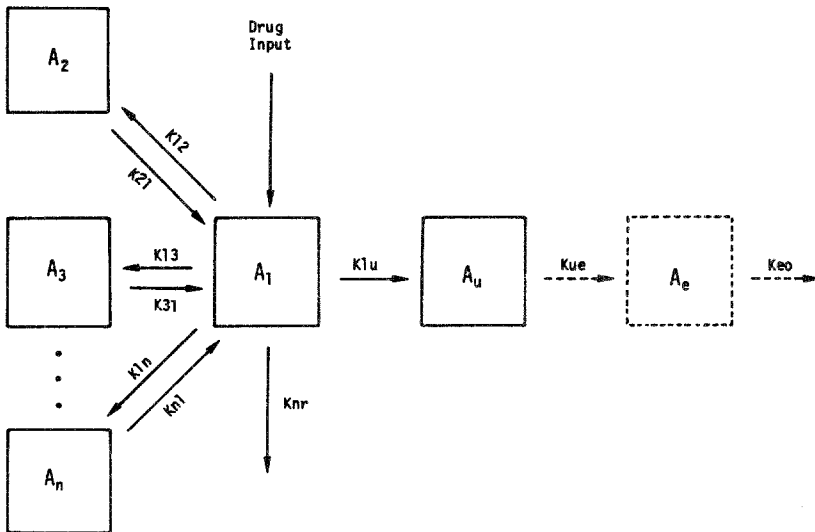 Drug
Input
A₂
K12
K21
A₃
K13
K31
A₁
K1u
Aᵤ
Kue
Aₑ
Keo
K1n
Kn1
Knr
Aₙ